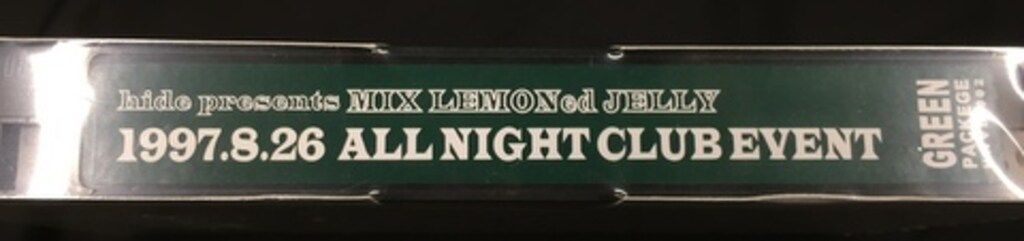 hide presents MIX LEMONed JELLY
1997.8.26 ALL NIGHT CLUB EVENT
GREEN
PACKEGE